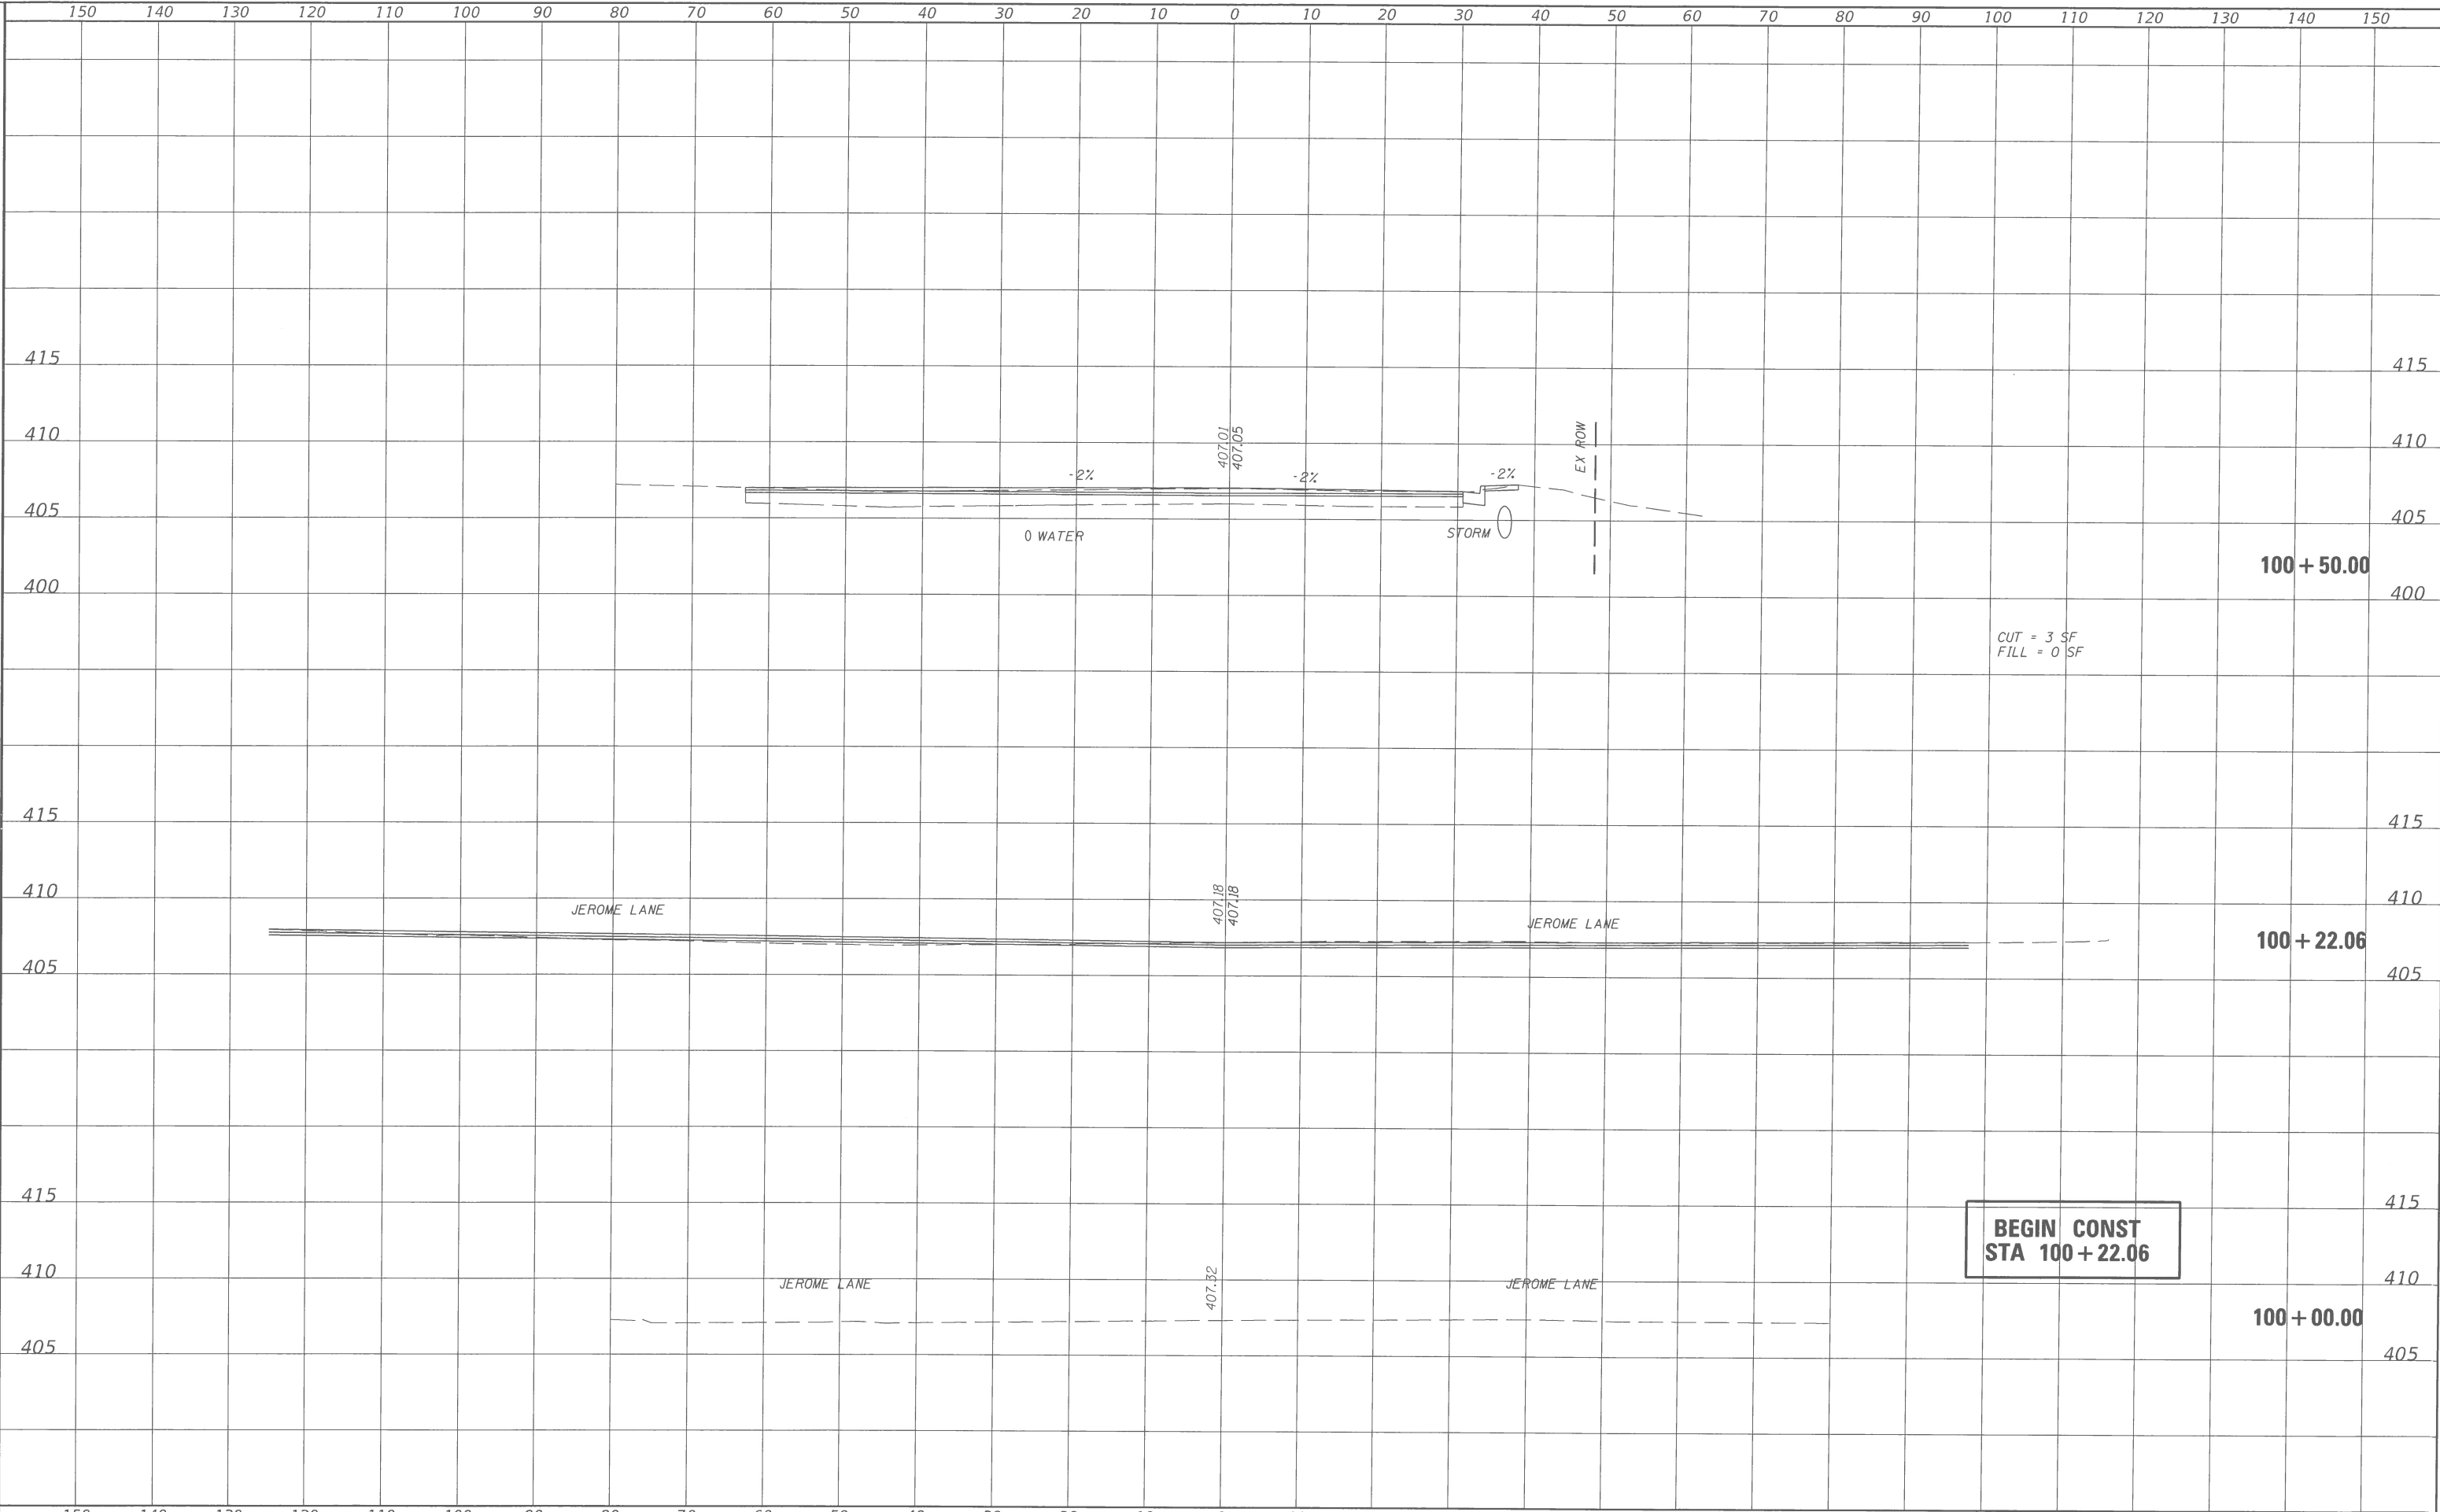 150 140 130 120 110 100 90 80 70 60 50 40 30 20 10 0 10 20 30 40 50 60 70 80 90 100 110 120 130 140 150
415 415
410 407.01 407.05 EX ROW 410
-2% -2% -2%
405 405
0 WATER STORM
100+50.00
400 400
CUT = 3 SF
FILL = 0 SF
415 415
410 407.18 407.18 410
JEROME LANE JEROME LANE
100+22.06
405 405
415 415
BEGIN CONST
STA 100+22.06
410 407.32 410
JEROME LANE JEROME LANE
100+00.00
405 405